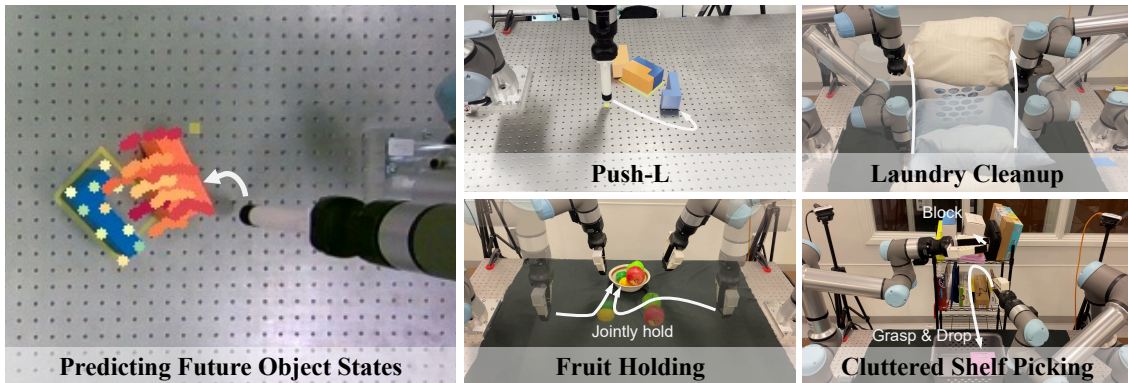 Predicting Future Object States
Push-L
Laundry Cleanup
Jointly hold
Fruit Holding
Block
Grasp & Drop
Cluttered Shelf Picking